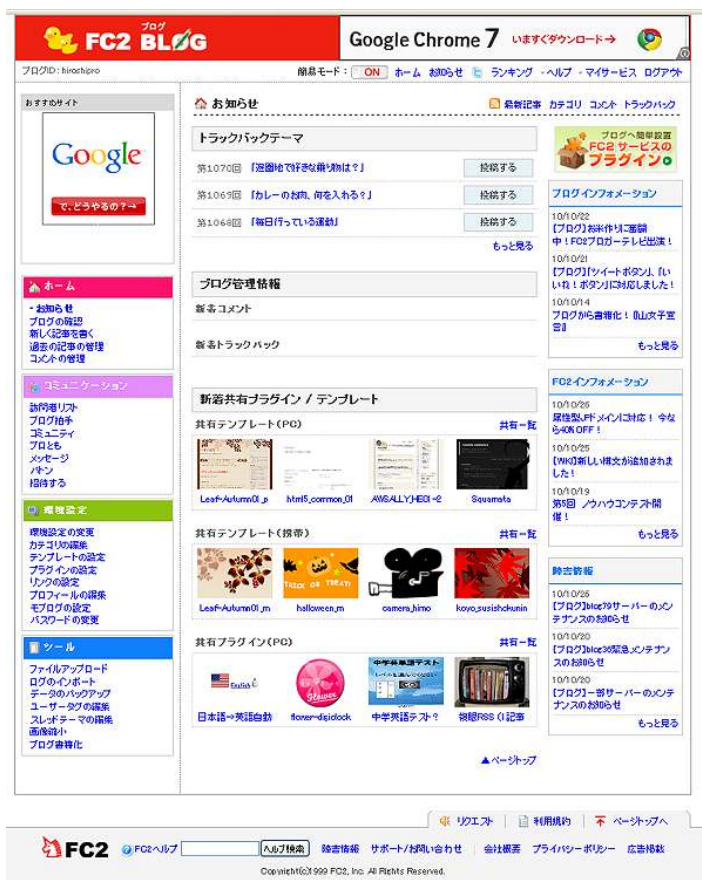 ブログ
FC2 BLOG
Google Chrome 7 いますぐダウンロード→
ブログID : hiroshipro
簡易モード : ON ホーム お知らせ ランキング ・ヘルプ ・マイサービス ログアウト
おすすめサイト
Google
で、どうやるの?→
ホーム
・お知らせ
ブログの確認
新しく記事を書く
過去の記事の管理
コメントの管理
コミュニケーション
訪問者リスト
ブログ拍手
コミュニティ
ブロとも
メッセージ
バトン
招待する
環境設定
環境設定の変更
カテゴリの編集
テンプレートの設定
プラグインの設定
リンクの設定
プロフィールの編集
モブログの設定
パスワードの変更
ツール
ファイルアップロード
ログのインポート
データのバックアップ
ユーザータグの編集
スレッドテーマの編集
画像縮小
ブログ書籍化
お知らせ
最新記事 カテゴリ コメント トラックバック
トラックバックテーマ
第1070回 「遊園地で好きな乗り物は?」 投稿する
第1069回 「カレーのお肉、何を入れる?」 投稿する
第1068回 「毎日行っている運動」 投稿する
もっと見る
ブログ管理情報
新着コメント
新着トラックバック
新着共有プラグイン / テンプレート
共有テンプレート(PC) 共有一覧
Leaf-Autumn01_p html5_common_01 AWSALLY_HE01-2 Squamata
共有テンプレート(携帯) 共有一覧
TRICK OR TREAT!
Leaf-Autumn01_m halloween_m camera_himo koyo_susishokunin
共有プラグイン(PC) 共有一覧
English
Flower
中学英単語テスト
日本語⇒英語自動 flower-digiclock 中学英語テスト? 親眼RSS (1記事
▲ページトップ
ブログへ簡単設置
FC2 サービスの
プラグイン
ブログインフォメーション
10/10/22
【ブログ】お米作りに奮闘
中!FC2ブロガーテレビ出演!
10/10/21
【ブログ】「ツイートボタン」、「い
いね!ボタン」に対応しました!
10/10/14
ブログから書籍化! 『山女子宣
言』
もっと見る
FC2インフォメーション
10/10/26
属性型JPドメインに対応! 今な
ら40%OFF!
10/10/25
【WIKI】新しい構文が追加されま
した!
10/10/19
第5回 ノウハウコンテスト開
催!
もっと見る
障害情報
10/10/26
【ブログ】blog79サーバーのメン
テナンスのお知らせ
10/10/20
【ブログ】blog36緊急メンテナン
スのお知らせ
10/10/20
【ブログ】一部サーバーのメンテ
ナンスのお知らせ
もっと見る
リクエスト 利用規約 ページトップへ
FC2 FC2ヘルプ ヘルプ検索 障害情報 サポート/お問い合わせ 会社概要 プライバシーポリシー 広告掲載
Copyright(c)1999 FC2, Inc. All Rights Reserved.